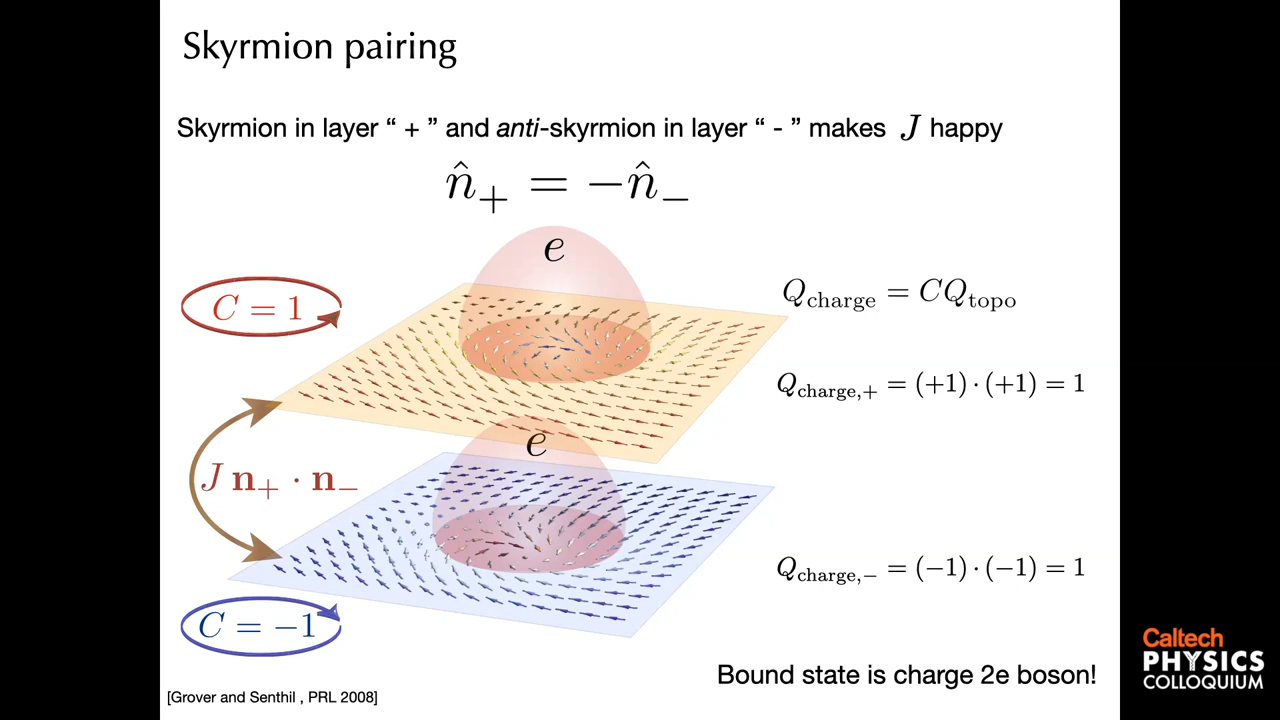 Skyrmion pairing
Skyrmion in layer “ + ” and anti-skyrmion in layer “ - ” makes J happy
n̂₊ = −n̂₋
e
C = 1
Q_charge = CQ_topo
Q_charge,+ = (+1) · (+1) = 1
e
J n₊ · n₋
Q_charge,− = (−1) · (−1) = 1
C = −1
Bound state is charge 2e boson!
[Grover and Senthil , PRL 2008]
Caltech
PHYSICS
COLLOQUIUM